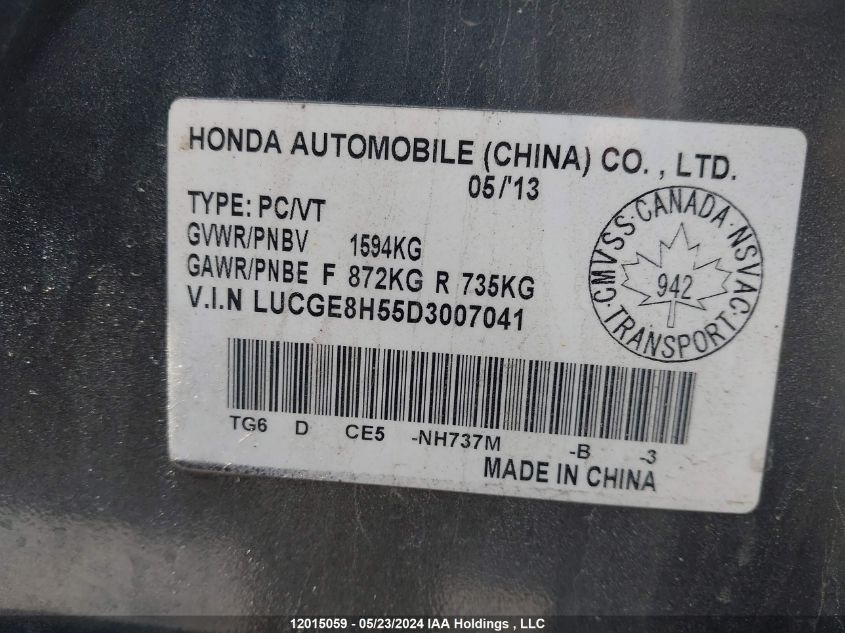 HONDA AUTOMOBILE (CHINA) CO. , LTD.
05/'13
TYPE: PC/VT
GVWR/PNBV 1594KG
GAWR/PNBE F 872KG R 735KG
V.I.N LUCGE8H55D3007041
CMVSS·CANADA·NSVAC·TRANSPORT·
942
TG6 D CE5 -NH737M -B -3
MADE IN CHINA
12015059 - 05/23/2024 IAA Holdings , LLC